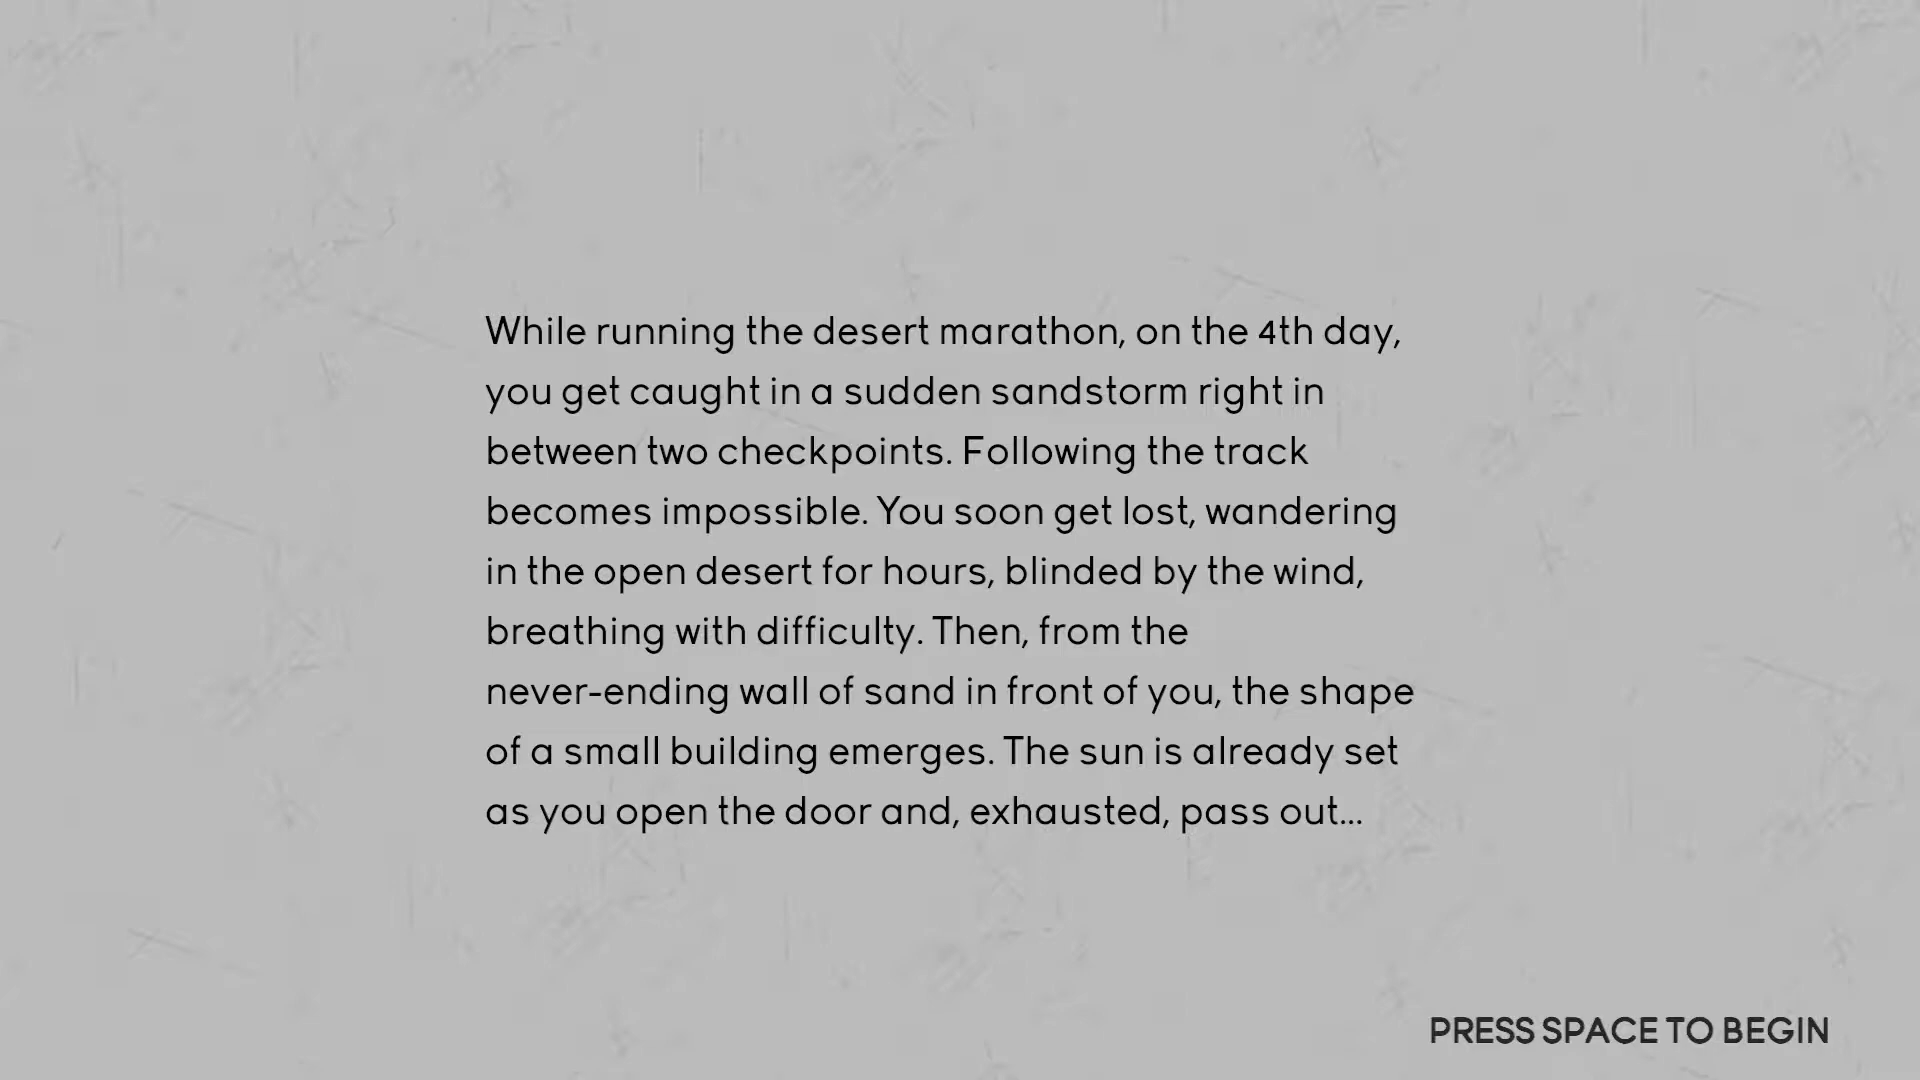 While running the desert marathon, on the 4th day,
you get caught in a sudden sandstorm right in
between two checkpoints. Following the track
becomes impossible. You soon get lost, wandering
in the open desert for hours, blinded by the wind,
breathing with difficulty. Then, from the
never-ending wall of sand in front of you, the shape
of a small building emerges. The sun is already set
as you open the door and, exhausted, pass out...
PRESS SPACE TO BEGIN